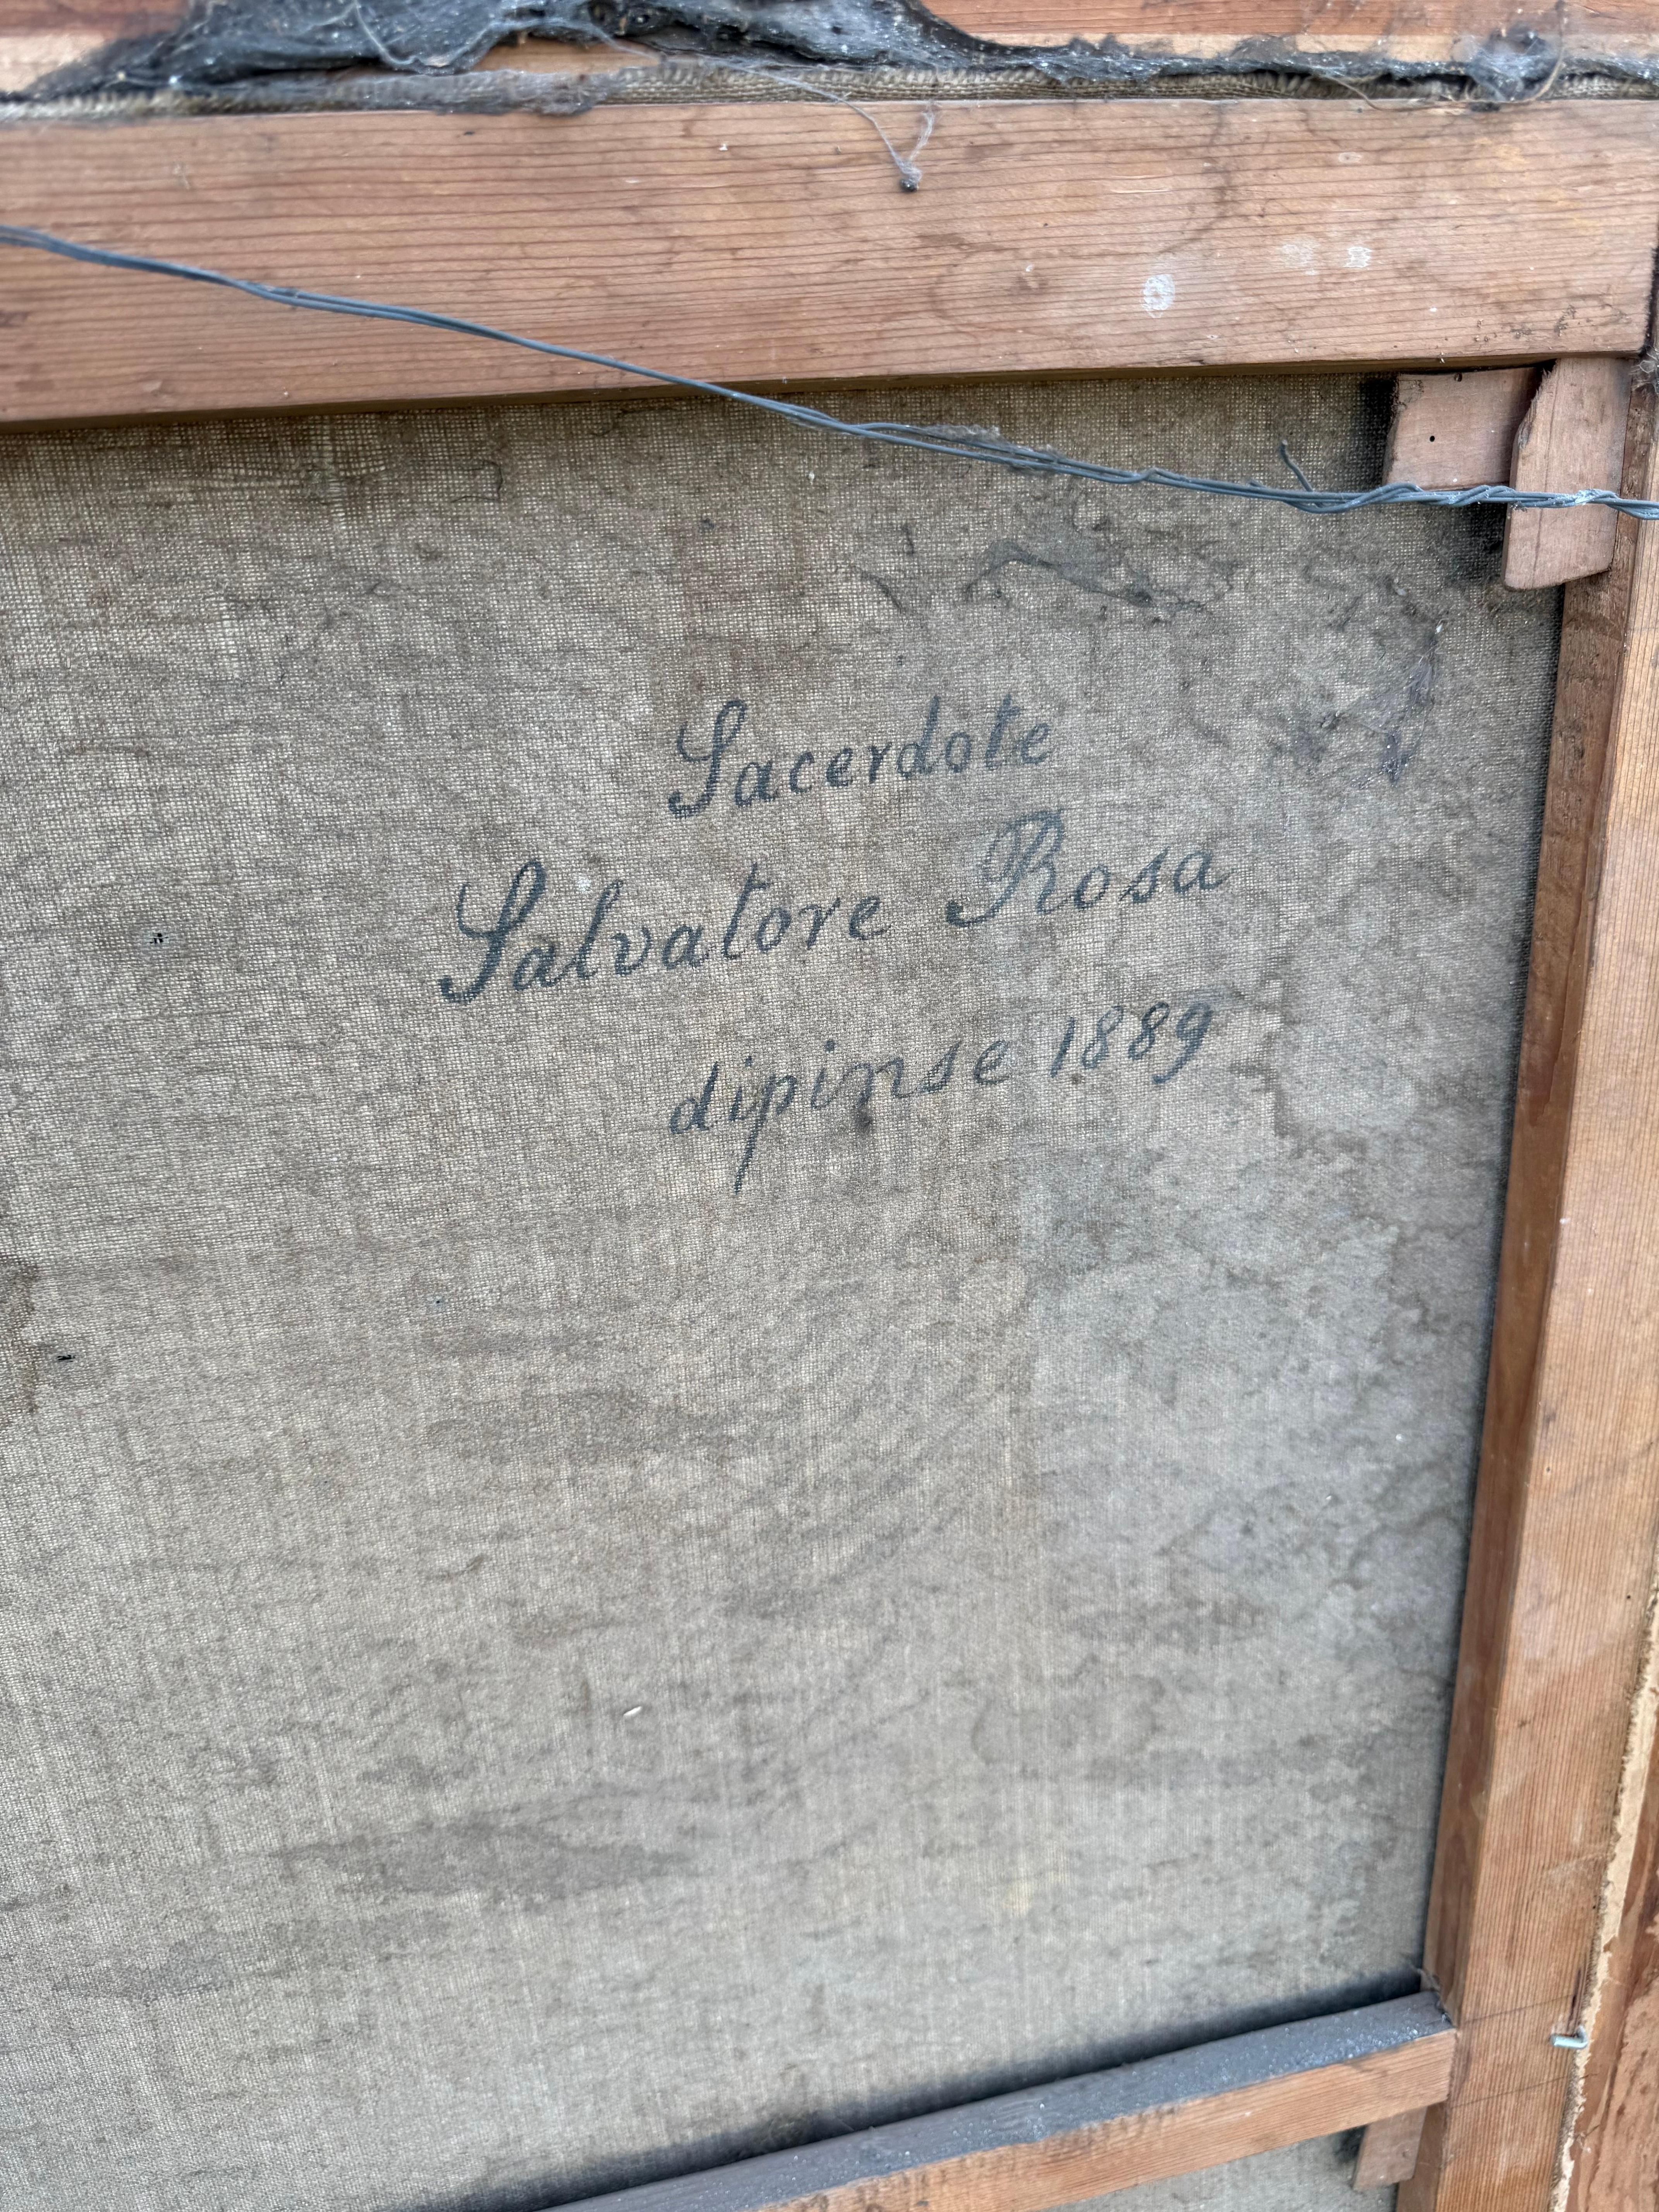 Sacerdote
Salvatore Rosa
dipinse 1889